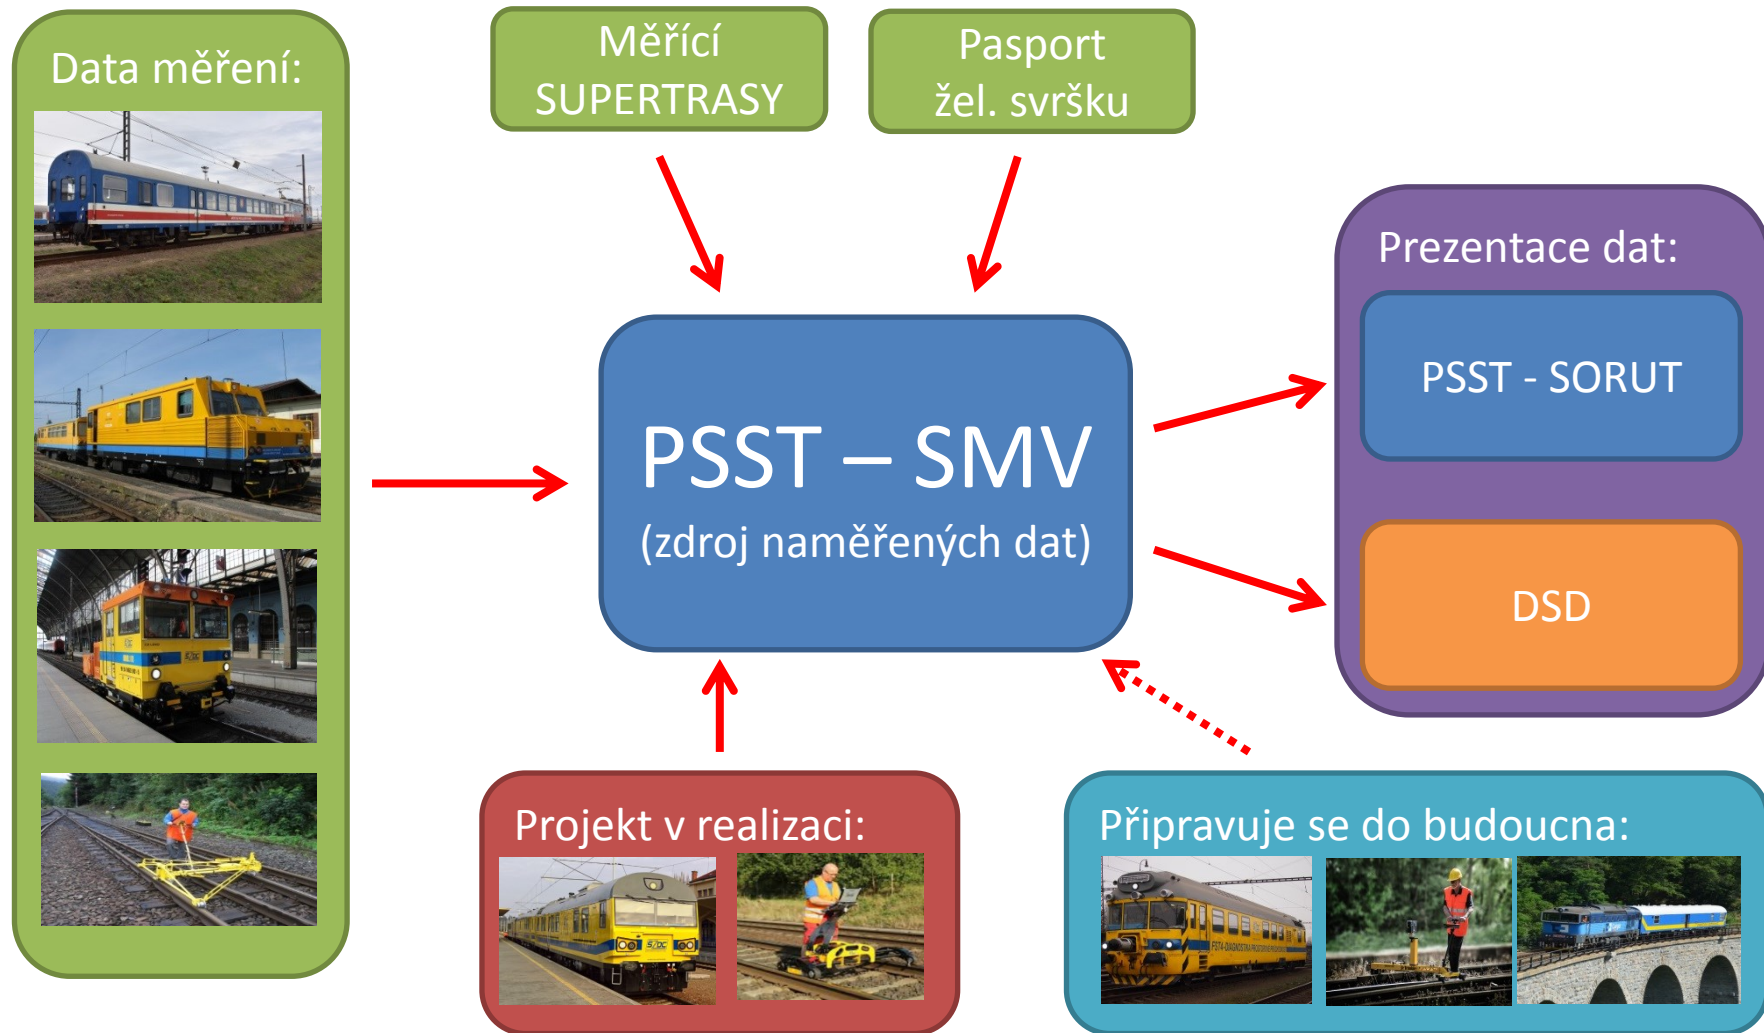 Data měření:
Měřící
SUPERTRASY
Pasport
žel. svršku
PSST – SMV
(zdroj naměřených dat)
Prezentace dat:
PSST - SORUT
DSD
Projekt v realizaci:
Připravuje se do budoucna: